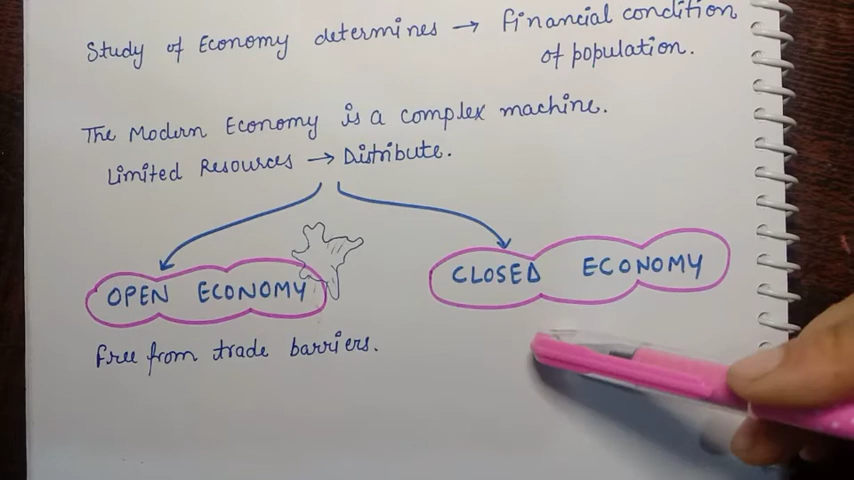 Study of Economy determines → Financial condition
of population.
The Modern Economy is a complex machine.
Limited Resources → Distribute.
OPEN ECONOMY
CLOSED ECONOMY
Free from trade barriers.